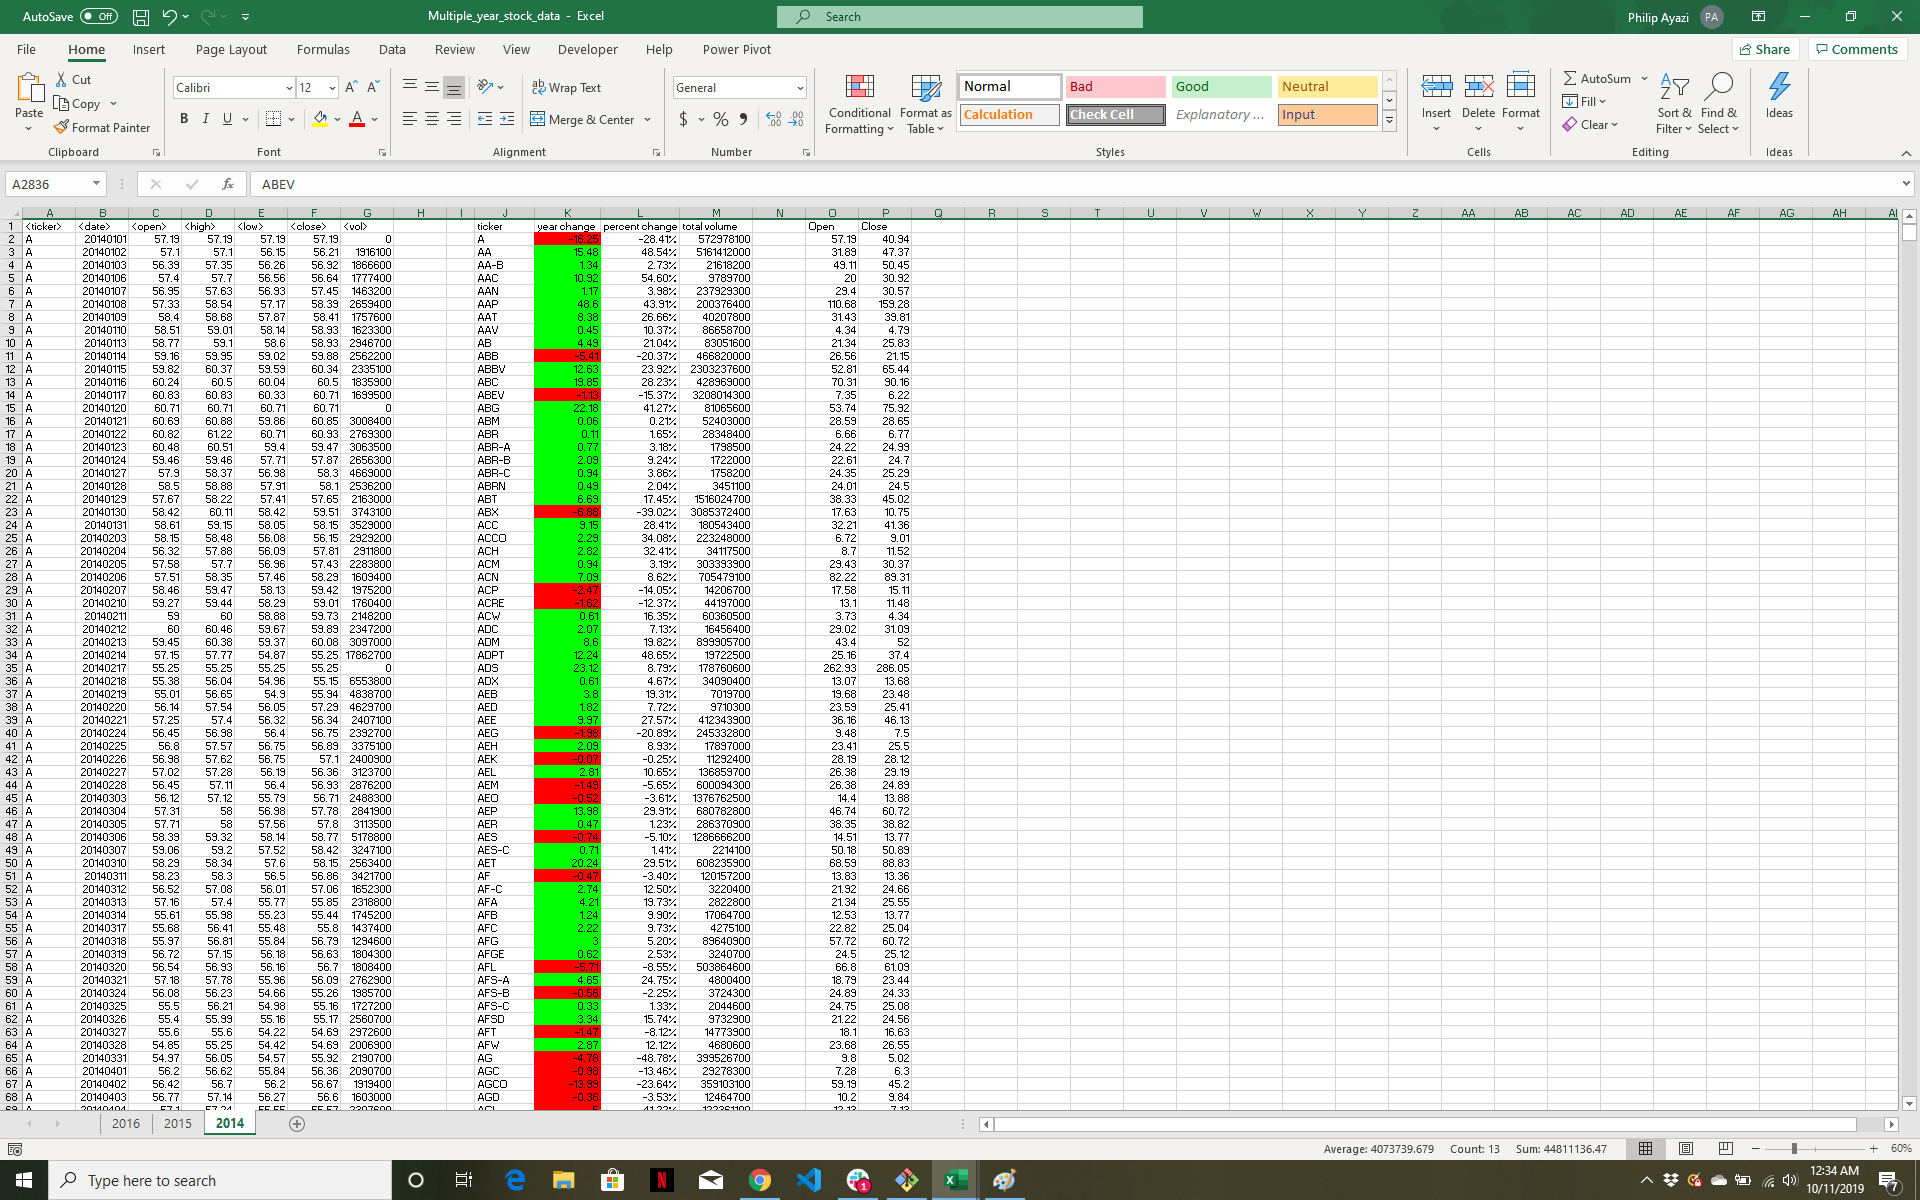 AutoSave Off Multiple_year_stock_data - Excel Search Philip Ayazi PA
File Home Insert Page Layout Formulas Data Review View Developer Help Power Pivot Share Comments
Paste Cut Copy Format Painter Clipboard
Calibri 12 B I U A Font
Wrap Text Merge & Center Alignment
General $ % Number
Conditional Formatting Format as Table
Normal Bad Good Neutral
Calculation Check Cell Explanatory ... Input
Styles
Insert Delete Format Cells
AutoSum Fill Clear Sort & Filter Find & Select Editing
Ideas Ideas
A2836 fx ABEV
A B C D E F G H I J K L M N O P Q R S T U V W X Y Z AA AB AC AD AE AF AG AH AI
1 <ticker> <date> <open> <high> <low> <close> <vol> ticker year change percent change total volume Open Close
2 A 20140101 57.19 57.19 57.19 57.19 0 A -16.25 -28.41% 572978100 57.19 40.94
3 A 20140102 57.1 57.1 56.15 56.21 1916100 AA 15.48 48.54% 5161412000 31.89 47.37
4 A 20140103 56.39 57.35 56.26 56.92 1866600 AA-B 1.34 2.73% 21618200 49.11 50.45
5 A 20140106 57.4 57.7 56.56 56.64 1777400 AAC 10.92 54.60% 9789700 20 30.92
6 A 20140107 56.95 57.63 56.93 57.45 1463200 AAN 1.17 3.98% 237929300 29.4 30.57
7 A 20140108 57.33 58.54 57.17 58.39 2659400 AAP 48.6 43.91% 200376400 110.68 159.28
8 A 20140109 58.4 58.68 57.87 58.41 1757600 AAT 8.38 26.66% 40207800 31.43 39.81
9 A 20140110 58.51 59.01 58.14 58.93 1623300 AAV 0.45 10.37% 86658700 4.34 4.79
10 A 20140113 58.77 59.1 58.6 58.93 2946700 AB 4.49 21.04% 83051600 21.34 25.83
11 A 20140114 59.16 59.95 59.02 59.88 2562200 ABB -5.41 -20.37% 466820000 26.56 21.15
12 A 20140115 59.82 60.37 59.59 60.34 2335100 ABBV 12.63 23.92% 2303237600 52.81 65.44
13 A 20140116 60.24 60.5 60.04 60.5 1835900 ABC 19.85 28.23% 428969000 70.31 90.16
14 A 20140117 60.83 60.83 60.33 60.71 1699500 ABEV -1.13 -15.37% 3208014300 7.35 6.22
15 A 20140120 60.71 60.71 60.71 60.71 0 ABG 22.18 41.27% 81065600 53.74 75.92
16 A 20140121 60.69 60.88 59.86 60.85 3008400 ABM 0.06 0.21% 52403000 28.59 28.65
17 A 20140122 60.82 61.22 60.71 60.93 2769300 ABR 0.11 1.65% 28348400 6.66 6.77
18 A 20140123 60.48 60.51 59.4 59.47 3063500 ABR-A 0.77 3.18% 1798500 24.22 24.99
19 A 20140124 59.46 59.46 57.71 57.87 2656300 ABR-B 2.09 9.24% 1722000 22.61 24.7
20 A 20140127 57.9 58.37 56.98 58.3 4669000 ABR-C 0.94 3.86% 1758200 24.35 25.29
21 A 20140128 58.5 58.88 57.91 58.1 2536200 ABRN 0.49 2.04% 3451100 24.01 24.5
22 A 20140129 57.67 58.22 57.41 57.65 2163000 ABT 6.69 17.45% 1516024700 38.33 45.02
23 A 20140130 58.42 60.11 58.42 59.51 3743100 ABX -6.88 -39.02% 3085372400 17.63 10.75
24 A 20140131 58.61 59.15 58.05 58.15 3529000 ACC 9.15 28.41% 180543400 32.21 41.36
25 A 20140203 58.15 58.48 56.08 56.15 2929200 ACCO 2.29 34.08% 223248000 6.72 9.01
26 A 20140204 56.32 57.88 56.09 57.81 2911800 ACH 2.82 32.41% 34117500 8.7 11.52
27 A 20140205 57.58 57.7 56.96 57.43 2283800 ACM 0.94 3.19% 303393900 29.43 30.37
28 A 20140206 57.51 58.35 57.46 58.29 1609400 ACN 7.09 8.62% 705479100 82.22 89.31
29 A 20140207 58.46 59.47 58.13 59.42 1975200 ACP -2.47 -14.05% 14206700 17.58 15.11
30 A 20140210 59.27 59.44 58.29 59.01 1760400 ACRE -1.62 -12.37% 44197000 13.1 11.48
31 A 20140211 59 60 58.88 59.73 2148200 ACW 0.61 16.35% 60360500 3.73 4.34
32 A 20140212 60 60.46 59.67 59.89 2347200 ADC 2.07 7.13% 16456400 29.02 31.09
33 A 20140213 59.45 60.38 59.37 60.08 3097000 ADM 8.6 19.82% 899905700 43.4 52
34 A 20140214 57.15 57.77 54.87 55.25 17862700 ADPT 12.24 48.65% 19722500 25.16 37.4
35 A 20140217 55.25 55.25 55.25 55.25 0 ADS 23.12 8.79% 178760600 262.93 286.05
36 A 20140218 55.38 56.04 54.96 55.15 6553800 ADX 0.61 4.67% 34090400 13.07 13.68
37 A 20140219 55.01 56.65 54.9 55.94 4838700 AEB 3.8 19.31% 7019700 19.68 23.48
38 A 20140220 56.14 57.54 56.05 57.29 4629700 AED 1.82 7.72% 9710300 23.59 25.41
39 A 20140221 57.25 57.4 56.32 56.34 2407100 AEE 9.97 27.57% 412343900 36.16 46.13
40 A 20140224 56.45 56.98 56.4 56.75 2392700 AEG -1.98 -20.89% 245332800 9.48 7.5
41 A 20140225 56.8 57.57 56.75 56.89 3375100 AEH 2.09 8.93% 17897000 23.41 25.5
42 A 20140226 56.98 57.62 56.75 57.1 2400900 AEK -0.07 -0.25% 11292400 28.19 28.12
43 A 20140227 57.02 57.28 56.19 56.36 3123700 AEL 2.81 10.65% 136859700 26.38 29.19
44 A 20140228 56.45 57.11 56.4 56.93 2876200 AEM -1.49 -5.65% 600094300 26.38 24.89
45 A 20140303 56.12 57.12 55.79 56.71 2488300 AEO -0.52 -3.61% 1376762500 14.4 13.88
46 A 20140304 57.31 58 56.98 57.78 2841900 AEP 13.98 29.91% 680782800 46.74 60.72
47 A 20140305 57.71 58 57.56 57.8 3113500 AER 0.47 1.23% 286370900 38.35 38.82
48 A 20140306 58.39 59.32 58.14 58.77 5178800 AES -0.74 -5.10% 1286666200 14.51 13.77
49 A 20140307 59.06 59.2 57.52 58.42 3247100 AES-C 0.71 1.41% 2214100 50.18 50.89
50 A 20140310 58.29 58.34 57.6 58.15 2563400 AET 20.24 29.51% 608235900 68.59 88.83
51 A 20140311 58.23 58.3 56.5 56.86 3421700 AF -0.47 -3.40% 120157200 13.83 13.36
52 A 20140312 56.52 57.08 56.01 57.06 1652300 AF-C 2.74 12.50% 3220400 21.92 24.66
53 A 20140313 57.16 57.4 55.77 55.85 2318800 AFA 4.21 19.73% 2822800 21.34 25.55
54 A 20140314 55.61 55.98 55.23 55.44 1745200 AFB 1.24 9.90% 17064700 12.53 13.77
55 A 20140317 55.68 56.41 55.48 55.8 1437400 AFC 2.22 9.73% 4275100 22.82 25.04
56 A 20140318 55.97 56.81 55.84 56.79 1294600 AFG 3 5.20% 89640900 57.72 60.72
57 A 20140319 56.72 57.15 56.18 56.63 1804300 AFGE 0.62 2.53% 3240700 24.5 25.12
58 A 20140320 56.54 56.93 56.16 56.7 1808400 AFL -5.71 -8.55% 503864600 66.8 61.09
59 A 20140321 57.18 57.78 55.96 56.09 2762900 AFS-A 4.65 24.75% 4800400 18.79 23.44
60 A 20140324 56.08 56.23 54.66 55.26 1985700 AFS-B -0.56 -2.25% 3724300 24.89 24.33
61 A 20140325 55.5 56.21 54.98 55.16 1727200 AFS-C 0.33 1.33% 2044600 24.75 25.08
62 A 20140326 55.4 55.99 55.16 55.17 2560700 AFSD 3.34 15.74% 9732900 21.22 24.56
63 A 20140327 55.6 55.6 54.22 54.69 2972600 AFT -1.47 -8.12% 14773900 18.1 16.63
64 A 20140328 54.85 55.25 54.42 54.69 2006900 AFW 2.87 12.12% 4680600 23.68 26.55
65 A 20140331 54.97 56.05 54.57 55.92 2190700 AG -4.78 -48.78% 399526700 9.8 5.02
66 A 20140401 56.2 56.62 55.84 56.36 2090700 AGC -0.98 -13.46% 29278300 7.28 6.3
67 A 20140402 56.42 56.7 56.2 56.67 1919400 AGCO -13.99 -23.64% 359103100 59.19 45.2
68 A 20140403 56.77 57.14 56.27 56.6 1603000 AGD -0.36 -3.53% 12464700 10.2 9.84
2016 2015 2014
Average: 4073739.679 Count: 13 Sum: 44811136.47 60%
Type here to search 12:34 AM
10/11/2019